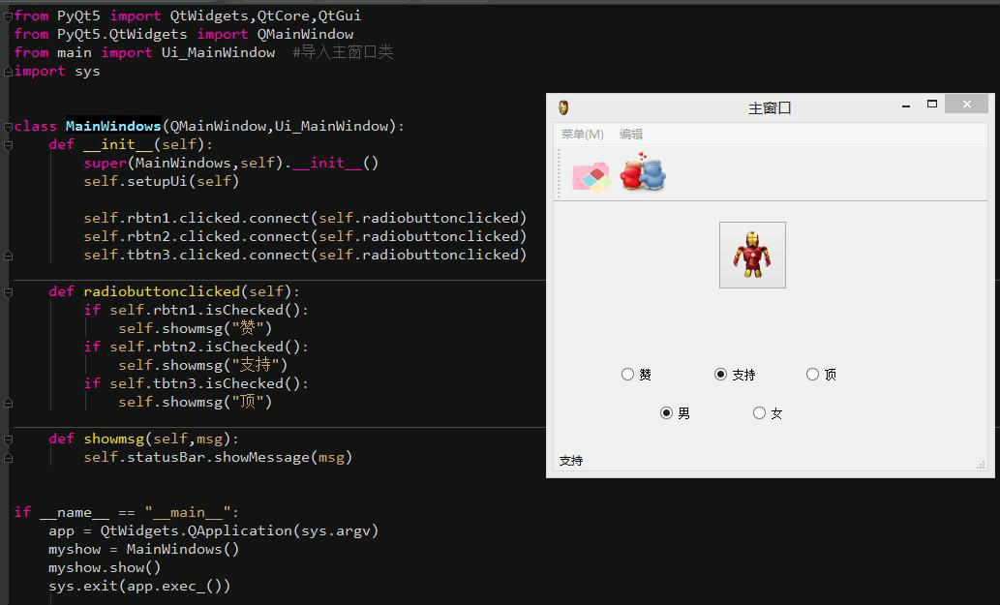 from PyQt5 import QtWidgets,QtCore,QtGui
from PyQt5.QtWidgets import QMainWindow
from main import Ui_MainWindow  #导入主窗口类
import sys
class MainWindows(QMainWindow,Ui_MainWindow):
def __init__(self):
super(MainWindows,self).__init__()
self.setupUi(self)
self.rbtn1.clicked.connect(self.radiobuttonclicked)
self.rbtn2.clicked.connect(self.radiobuttonclicked)
self.tbtn3.clicked.connect(self.radiobuttonclicked)
def radiobuttonclicked(self):
if self.rbtn1.isChecked():
self.showmsg("赞")
if self.rbtn2.isChecked():
self.showmsg("支持")
if self.tbtn3.isChecked():
self.showmsg("顶")
def showmsg(self,msg):
self.statusBar.showMessage(msg)
if __name__ == "__main__":
app = QtWidgets.QApplication(sys.argv)
myshow = MainWindows()
myshow.show()
sys.exit(app.exec_())
主窗口
菜单(M) 编辑
赞 支持 顶
男 女
支持